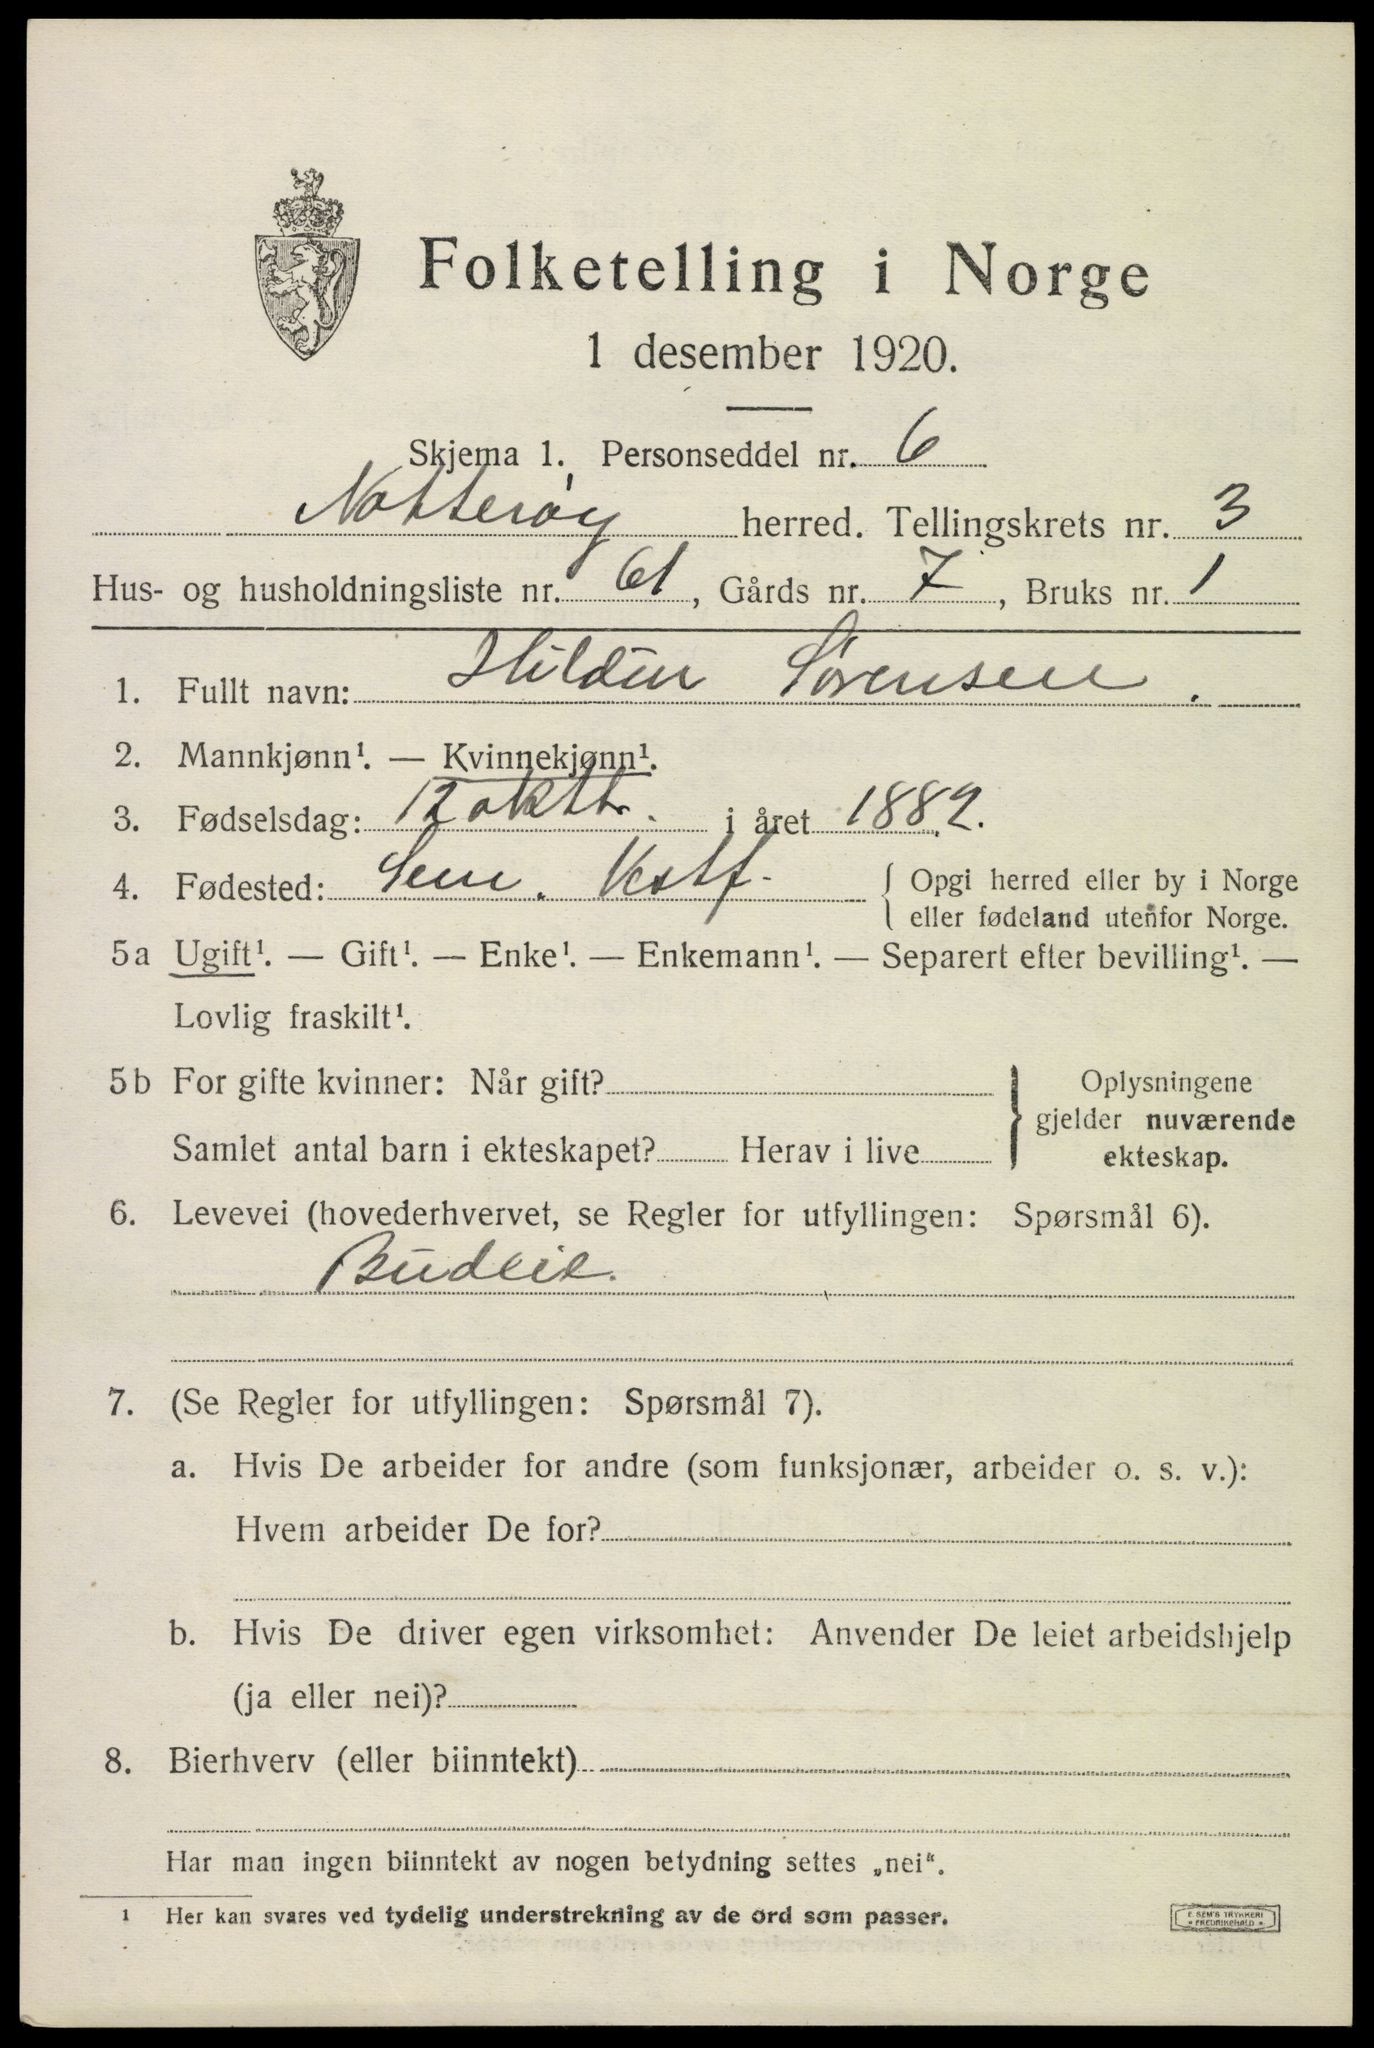 Folketelling i Norge
1 desember 1920.
Skjema 1. Personseddel nr. 6
Nøtterøy herred. Tellingskrets nr. 3
Hus- og husholdningsliste nr. 61, Gårds nr. 7, Bruks nr. 1
1. Fullt navn: Hildur Sørensen.
2. Mannkjønn¹. — Kvinnekjønn¹.
3. Fødselsdag: 12 oktb. i året 1882.
4. Fødested: Sem. Vestf. { Opgi herred eller by i Norge
eller fødeland utenfor Norge.
5a Ugift¹. — Gift¹. — Enke¹. — Enkemann¹. — Separert efter bevilling¹. —
Lovlig fraskilt¹.
5b For gifte kvinner: Når gift?
Samlet antal barn i ekteskapet? Herav i live
} Oplysningene
gjelder nuværende
ekteskap.
6. Levevei (hovederhvervet, se Regler for utfyllingen: Spørsmål 6).
Budeie.
7. (Se Regler for utfyllingen: Spørsmål 7).
a. Hvis De arbeider for andre (som funksjonær, arbeider o. s. v.):
Hvem arbeider De for?
b. Hvis De driver egen virksomhet: Anvender De leiet arbeidshjelp
(ja eller nei)?
8. Bierhverv (eller biinntekt)
Har man ingen biinntekt av nogen betydning settes „nei“.
¹ Her kan svares ved tydelig understrekning av de ord som passer.
E. SEM'S TRYKKERI
• FREDRIKSHALD •